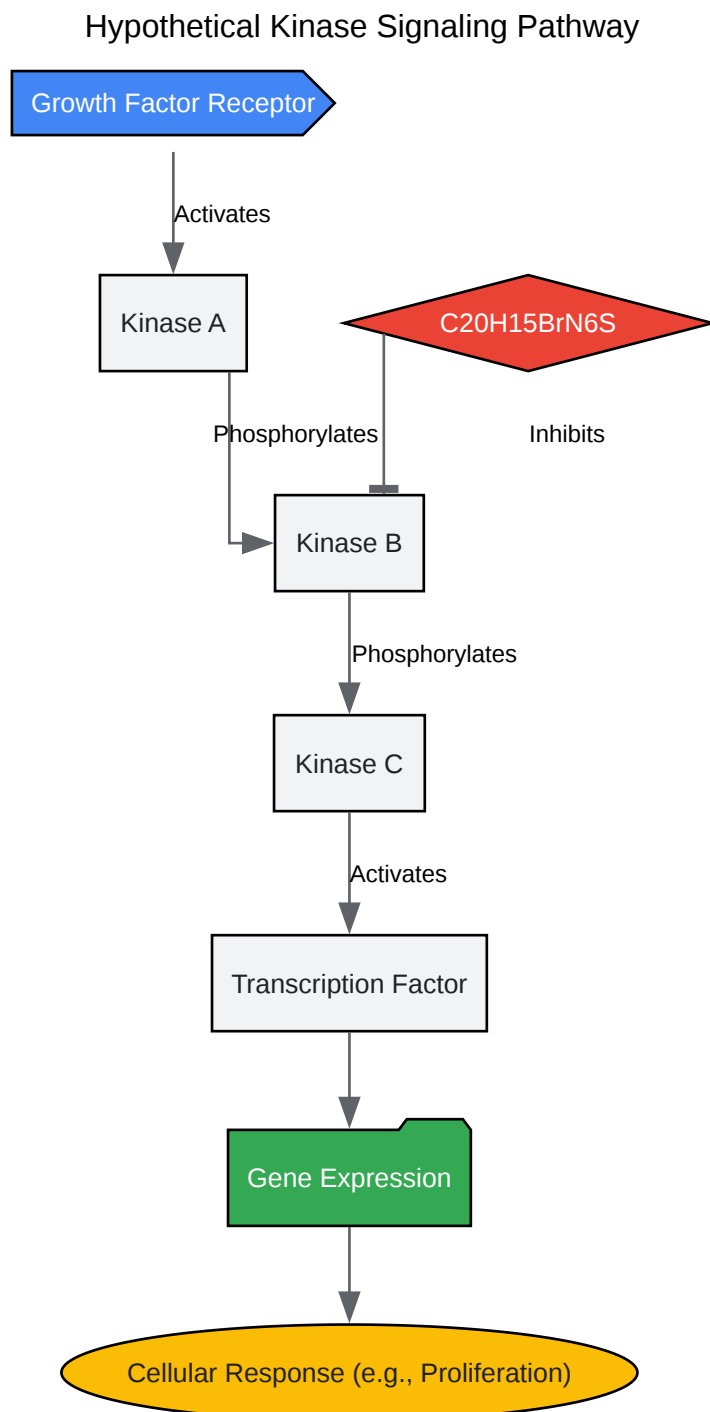 Hypothetical Kinase Signaling Pathway
Growth Factor Receptor
Activates
Kinase A
C20H15BrN6S
Phosphorylates
Inhibits
Kinase B
Phosphorylates
Kinase C
Activates
Transcription Factor
Gene Expression
Cellular Response (e.g., Proliferation)